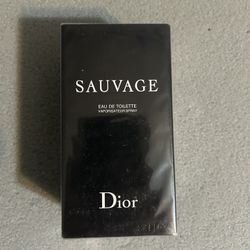 SAUVAGE
EAU DE TOILETTE
VAPORISATEUR/SPRAY
Dior